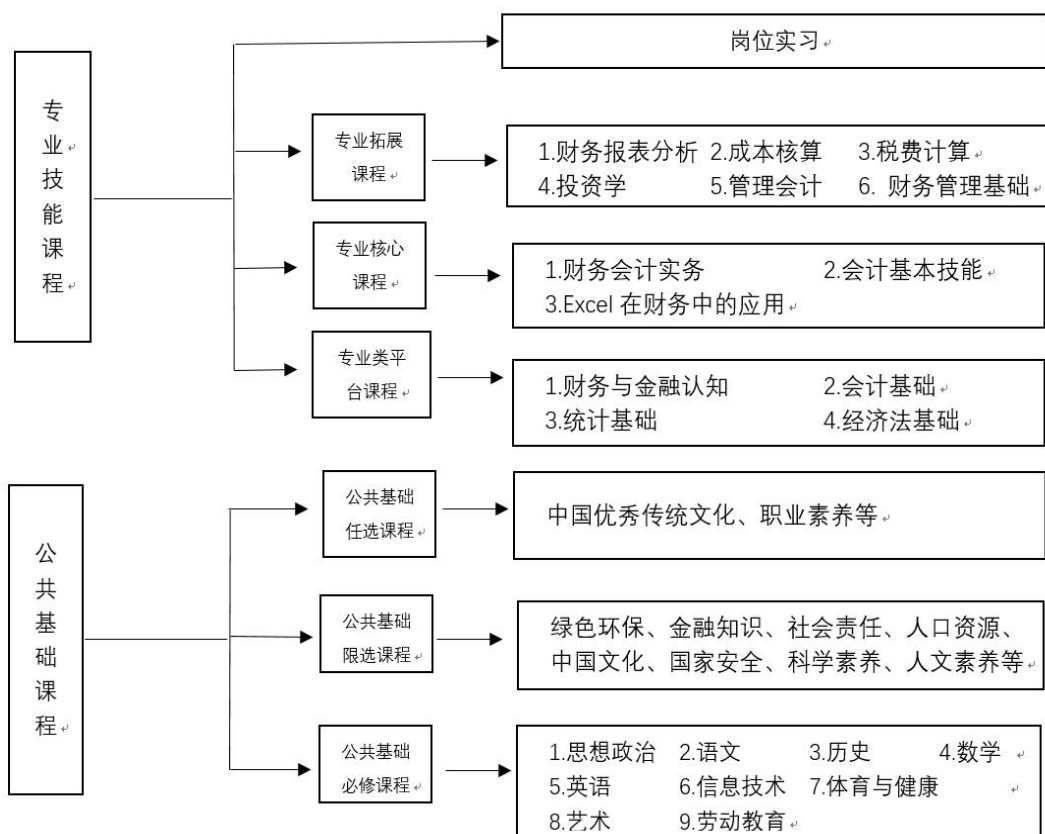 岗位实习
专业技能课程
专业拓展
课程
1.财务报表分析 2.成本核算 3.税费计算
4.投资学 5.管理会计 6. 财务管理基础
专业核心
课程
1.财务会计实务 2.会计基本技能
3.Excel 在财务中的应用
专业类平
台课程
1.财务与金融认知 2.会计基础
3.统计基础 4.经济法基础
公共基础课程
公共基础
任选课程
中国优秀传统文化、职业素养等
公共基础
限选课程
绿色环保、金融知识、社会责任、人口资源、
中国文化、国家安全、科学素养、人文素养等
公共基础
必修课程
1.思想政治 2.语文 3.历史 4.数学
5.英语 6.信息技术 7.体育与健康
8.艺术 9.劳动教育